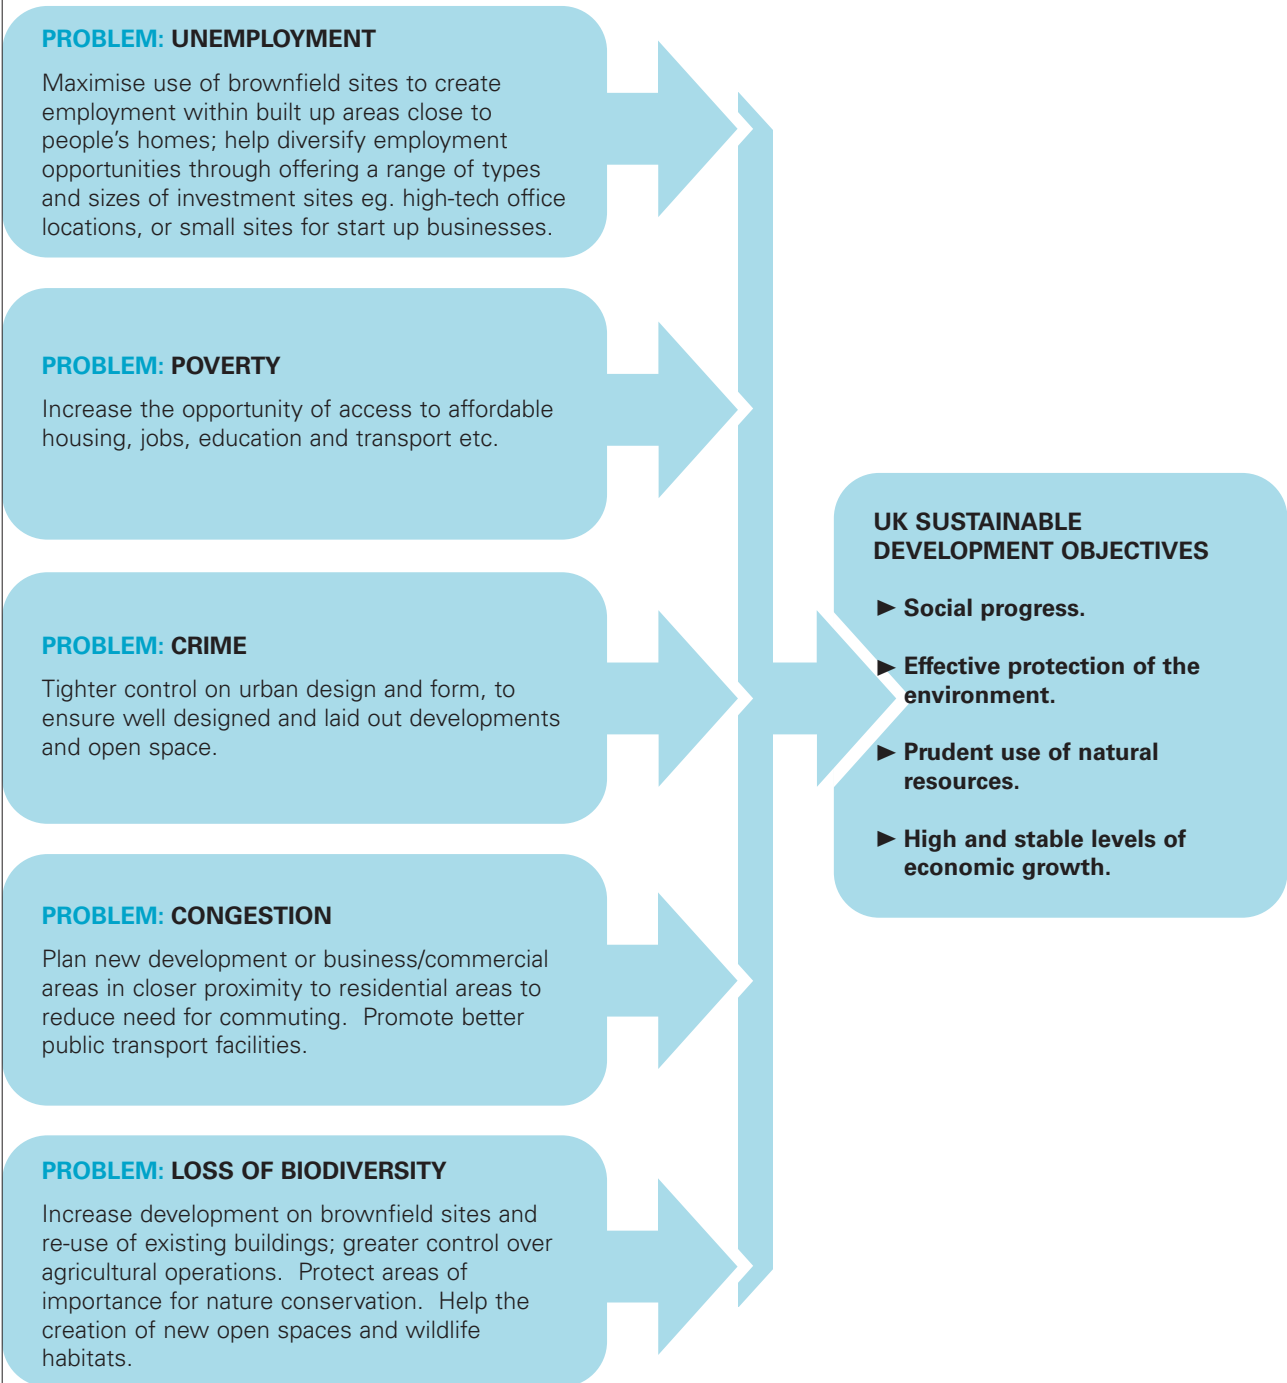 PROBLEM: UNEMPLOYMENT
Maximise use of brownfield sites to create
employment within built up areas close to
people's homes; help diversify employment
opportunities through offering a range of types
and sizes of investment sites eg. high-tech office
locations, or small sites for start up businesses.
PROBLEM: POVERTY
Increase the opportunity of access to affordable
housing, jobs, education and transport etc.
PROBLEM: CRIME
Tighter control on urban design and form, to
ensure well designed and laid out developments
and open space.
PROBLEM: CONGESTION
Plan new development or business/commercial
areas in closer proximity to residential areas to
reduce need for commuting.  Promote better
public transport facilities.
PROBLEM: LOSS OF BIODIVERSITY
Increase development on brownfield sites and
re-use of existing buildings; greater control over
agricultural operations.  Protect areas of
importance for nature conservation.  Help the
creation of new open spaces and wildlife
habitats.
UK SUSTAINABLE
DEVELOPMENT OBJECTIVES
► Social progress.
► Effective protection of the
environment.
► Prudent use of natural
resources.
► High and stable levels of
economic growth.